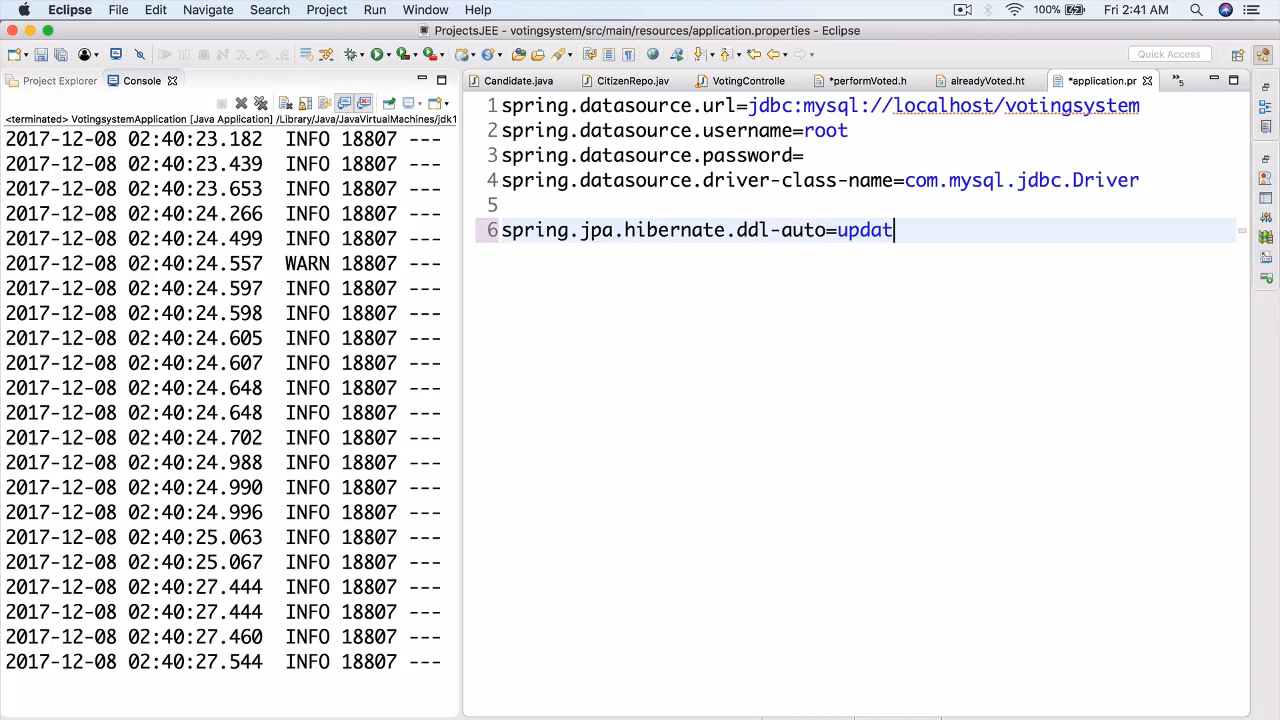 Eclipse File Edit Navigate Search Project Run Window Help 100% Fri 2:41 AM
ProjectsJEE - votingsystem/src/main/resources/application.properties - Eclipse
Quick Access
Project Explorer Console
Candidate.java CitizenRepo.jav VotingControlle *performVoted.h alreadyVoted.ht *application.pr 5
<terminated> VotingsystemApplication [Java Application] /Library/Java/JavaVirtualMachines/jdk1
2017-12-08 02:40:23.182 INFO 18807 ---
2017-12-08 02:40:23.439 INFO 18807 ---
2017-12-08 02:40:23.653 INFO 18807 ---
2017-12-08 02:40:24.266 INFO 18807 ---
2017-12-08 02:40:24.499 INFO 18807 ---
2017-12-08 02:40:24.557 WARN 18807 ---
2017-12-08 02:40:24.597 INFO 18807 ---
2017-12-08 02:40:24.598 INFO 18807 ---
2017-12-08 02:40:24.605 INFO 18807 ---
2017-12-08 02:40:24.607 INFO 18807 ---
2017-12-08 02:40:24.648 INFO 18807 ---
2017-12-08 02:40:24.648 INFO 18807 ---
2017-12-08 02:40:24.702 INFO 18807 ---
2017-12-08 02:40:24.988 INFO 18807 ---
2017-12-08 02:40:24.990 INFO 18807 ---
2017-12-08 02:40:24.996 INFO 18807 ---
2017-12-08 02:40:25.063 INFO 18807 ---
2017-12-08 02:40:25.067 INFO 18807 ---
2017-12-08 02:40:27.444 INFO 18807 ---
2017-12-08 02:40:27.444 INFO 18807 ---
2017-12-08 02:40:27.460 INFO 18807 ---
2017-12-08 02:40:27.544 INFO 18807 ---
1 spring.datasource.url=jdbc:mysql://localhost/votingsystem
2 spring.datasource.username=root
3 spring.datasource.password=
4 spring.datasource.driver-class-name=com.mysql.jdbc.Driver
5
6 spring.jpa.hibernate.ddl-auto=updat